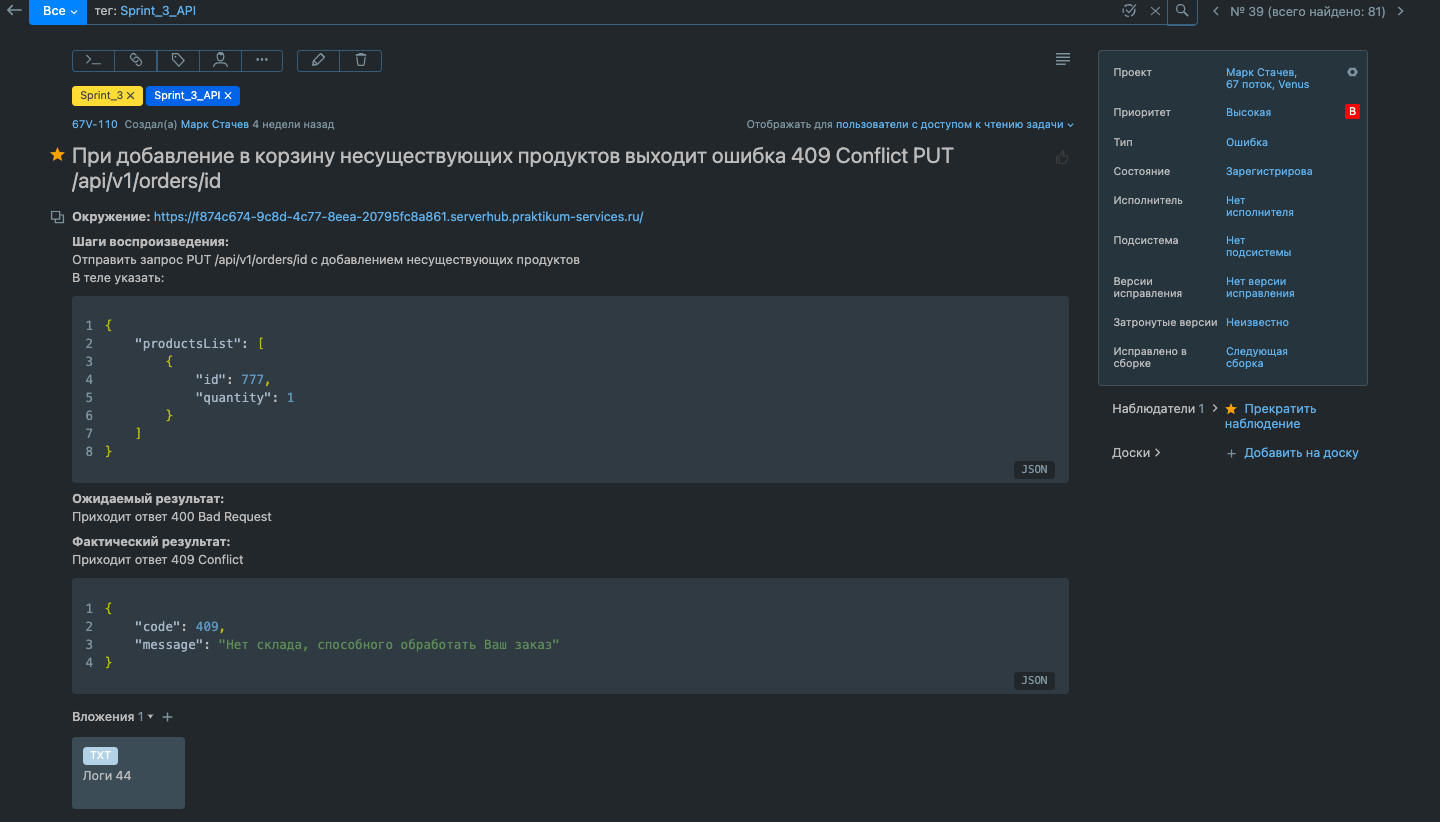 Все тег: Sprint_3_API № 39 (всего найдено: 81)
Sprint_3 Sprint_3_API
67V-110 Создал(а) Марк Стачев 4 недели назад Отображать для пользователи с доступом к чтению задачи
При добавление в корзину несуществующих продуктов выходит ошибка 409 Conflict PUT
/api/v1/orders/id
Окружение: https://f874c674-9c8d-4c77-8eea-20795fc8a861.serverhub.praktikum-services.ru/
Шаги воспроизведения:
Отправить запрос PUT /api/v1/orders/id с добавлением несуществующих продуктов
В теле указать:
1 {
2 "productsList": [
3 {
4 "id": 777,
5 "quantity": 1
6 }
7 ]
8 }
JSON
Ожидаемый результат:
Приходит ответ 400 Bad Request
Фактический результат:
Приходит ответ 409 Conflict
1 {
2 "code": 409,
3 "message": "Нет склада, способного обработать Ваш заказ"
4 }
JSON
Вложения 1
TXT
Логи 44
Проект Марк Стачев,
67 поток, Venus
Приоритет Высокая В
Тип Ошибка
Состояние Зарегистрирова
Исполнитель Нет
исполнителя
Подсистема Нет
подсистемы
Версии Нет версии
исправления исправления
Затронутые версии Неизвестно
Исправлено в Следующая
сборке сборка
Наблюдатели 1 Прекратить
наблюдение
Доски Добавить на доску